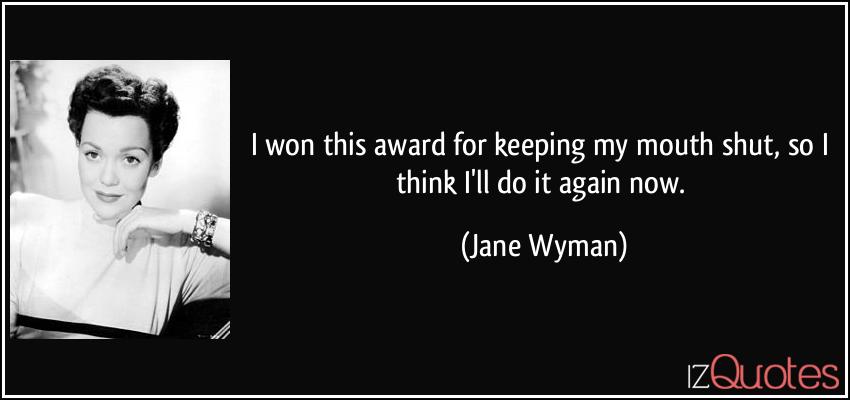 I won this award for keeping my mouth shut, so I
think I'll do it again now.
(Jane Wyman)
IZQuotes